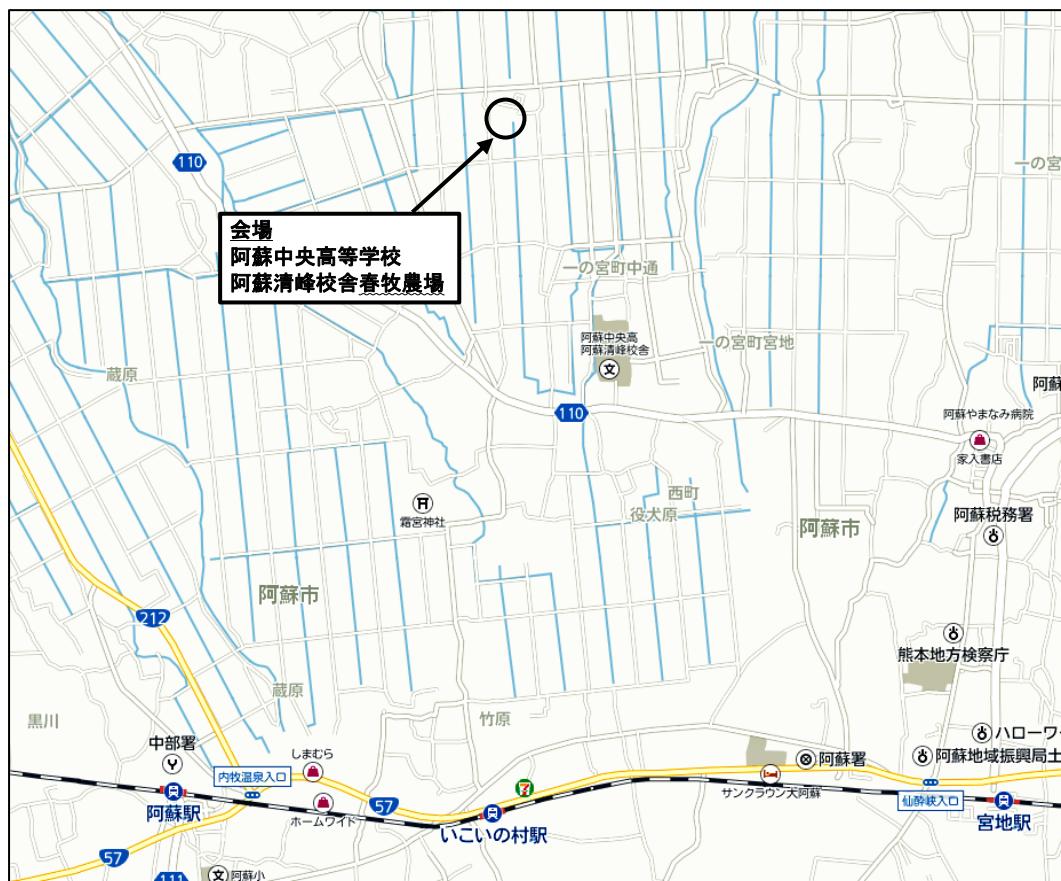 110
一の宮
会場
阿蘇中央高等学校
阿蘇清峰校舎春牧農場
一の宮町中通
阿蘇中央高
阿蘇清峰校舎
文
一の宮町宮地
蔵原
阿蘇
110
阿蘇やまなみ病院
家入書店
西町
役犬原
霜宮神社
阿蘇市
阿蘇税務署
阿蘇市
212
熊本地方検察庁
蔵原
黒川
竹原
中部署
しまむら
ハローワー
阿蘇署
阿蘇地域振興局土
内牧温泉入口
サンクラウン大阿蘇
仙酔峡入口
阿蘇駅
ホームワイド
57
7
いこいの村駅
宮地駅
57
111
文
阿蘇小